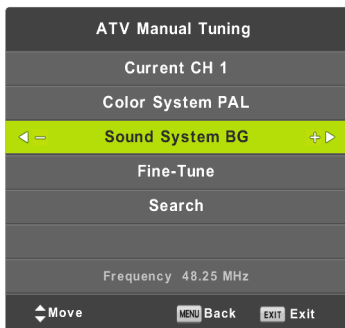 ATV Manual Tuning
Current CH 1
Color System PAL
Sound System BG
Fine-Tune
Search
Frequency 48.25 MHz
Move MENU Back EXIT Exit